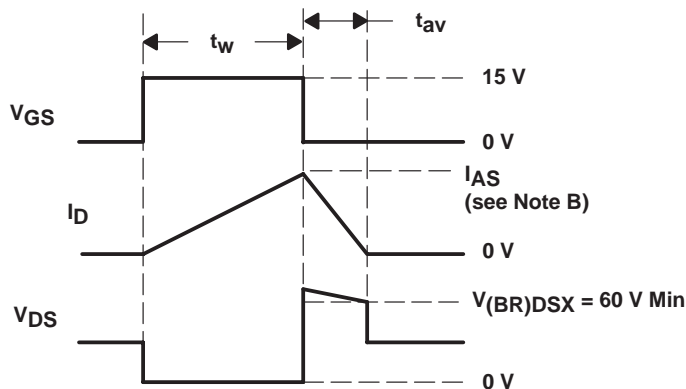 tw
tav
VGS
15 V
0 V
IAS
(see Note B)
ID
0 V
V(BR)DSX = 60 V Min
VDS
0 V